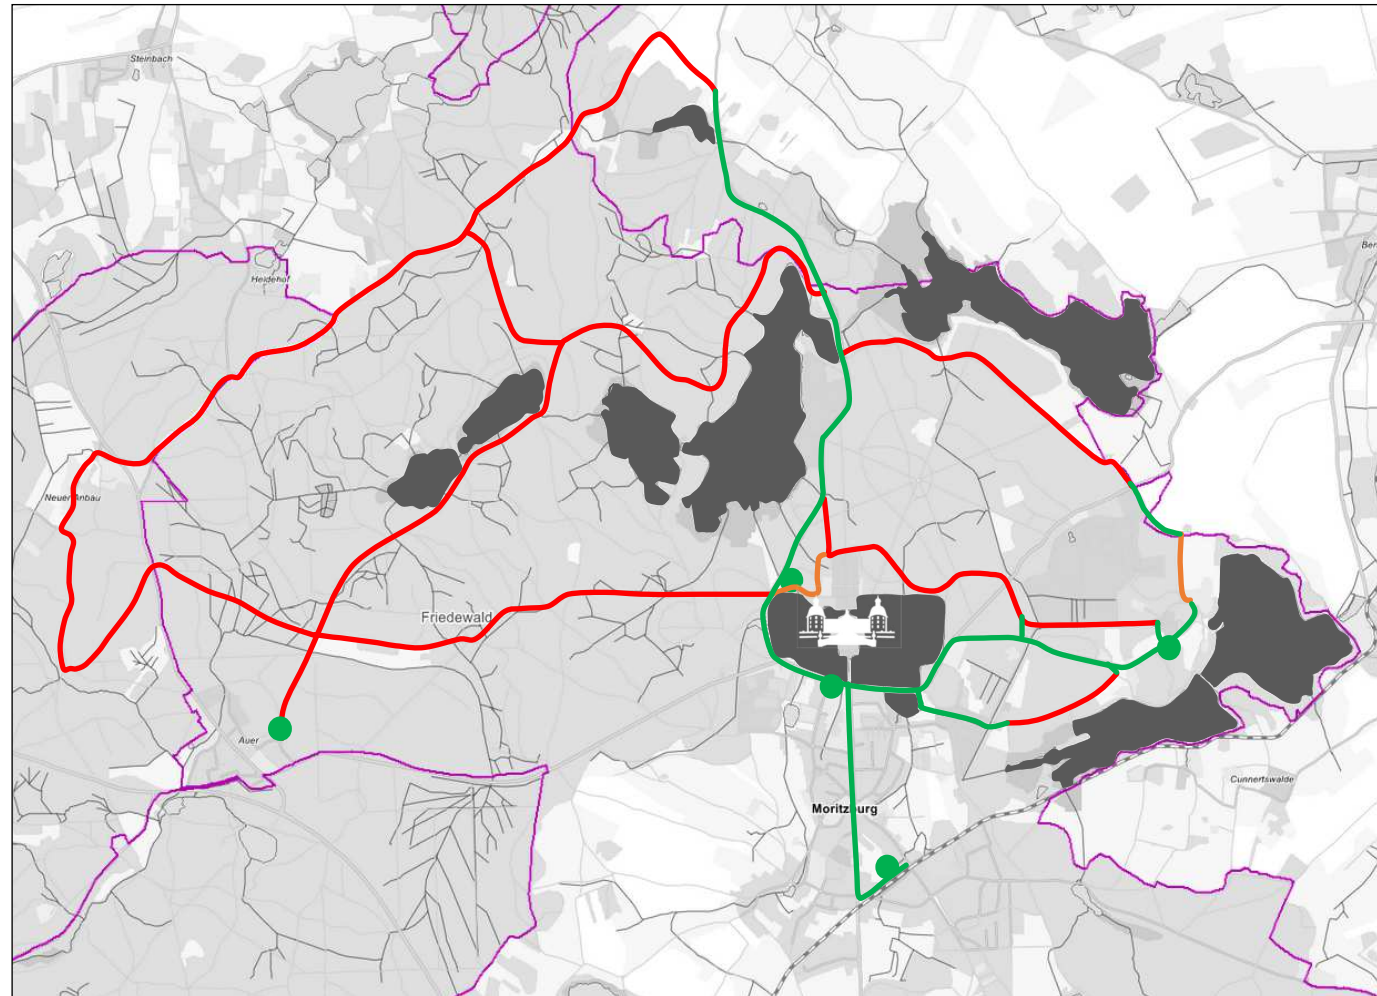 Steinbach
Heidehof
Neuer Anbau
Friedewald
Auer
Moritzburg
Cunnertswalde